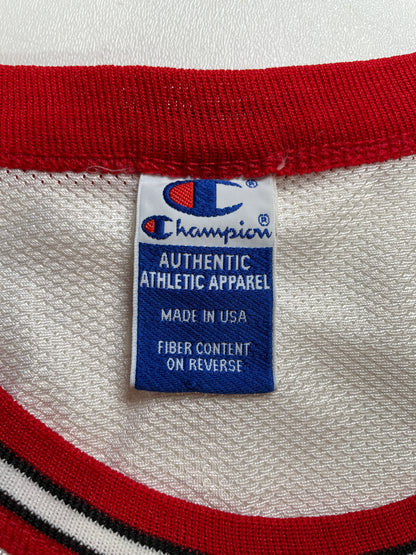 ®
Champion®
AUTHENTIC
ATHLETIC APPAREL
MADE IN USA
FIBER CONTENT
ON REVERSE